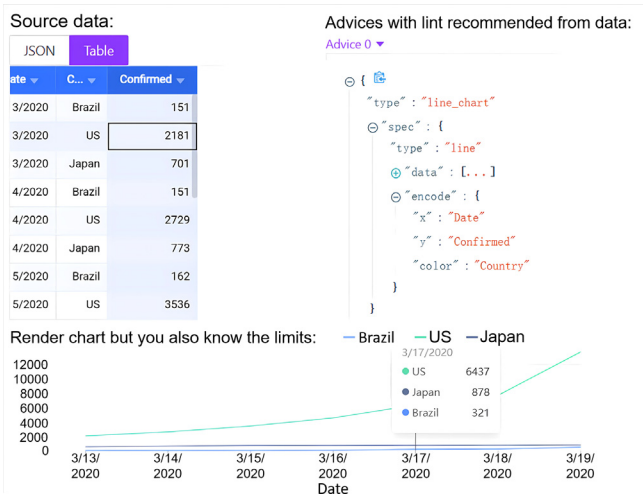 Source data:
JSON Table
ate C... Confirmed
3/2020 Brazil 151
3/2020 US 2181
3/2020 Japan 701
4/2020 Brazil 151
4/2020 US 2729
4/2020 Japan 773
5/2020 Brazil 162
5/2020 US 3536
Advices with lint recommended from data:
Advice 0
{
"type" : "line_chart"
"spec" : {
"type" : "line"
"data" : [...]
"encode" : {
"x" : "Date"
"y" : "Confirmed"
"color" : "Country"
}
}
Render chart but you also know the limits:
Brazil US Japan
3/17/2020
US 6437
Japan 878
Brazil 321
12000
10000
8000
6000
4000
2000
0
3/13/ 3/14/ 3/15/ 3/16/ 3/17/ 3/18/ 3/19/
2020 2020 2020 2020 2020 2020 2020
Date